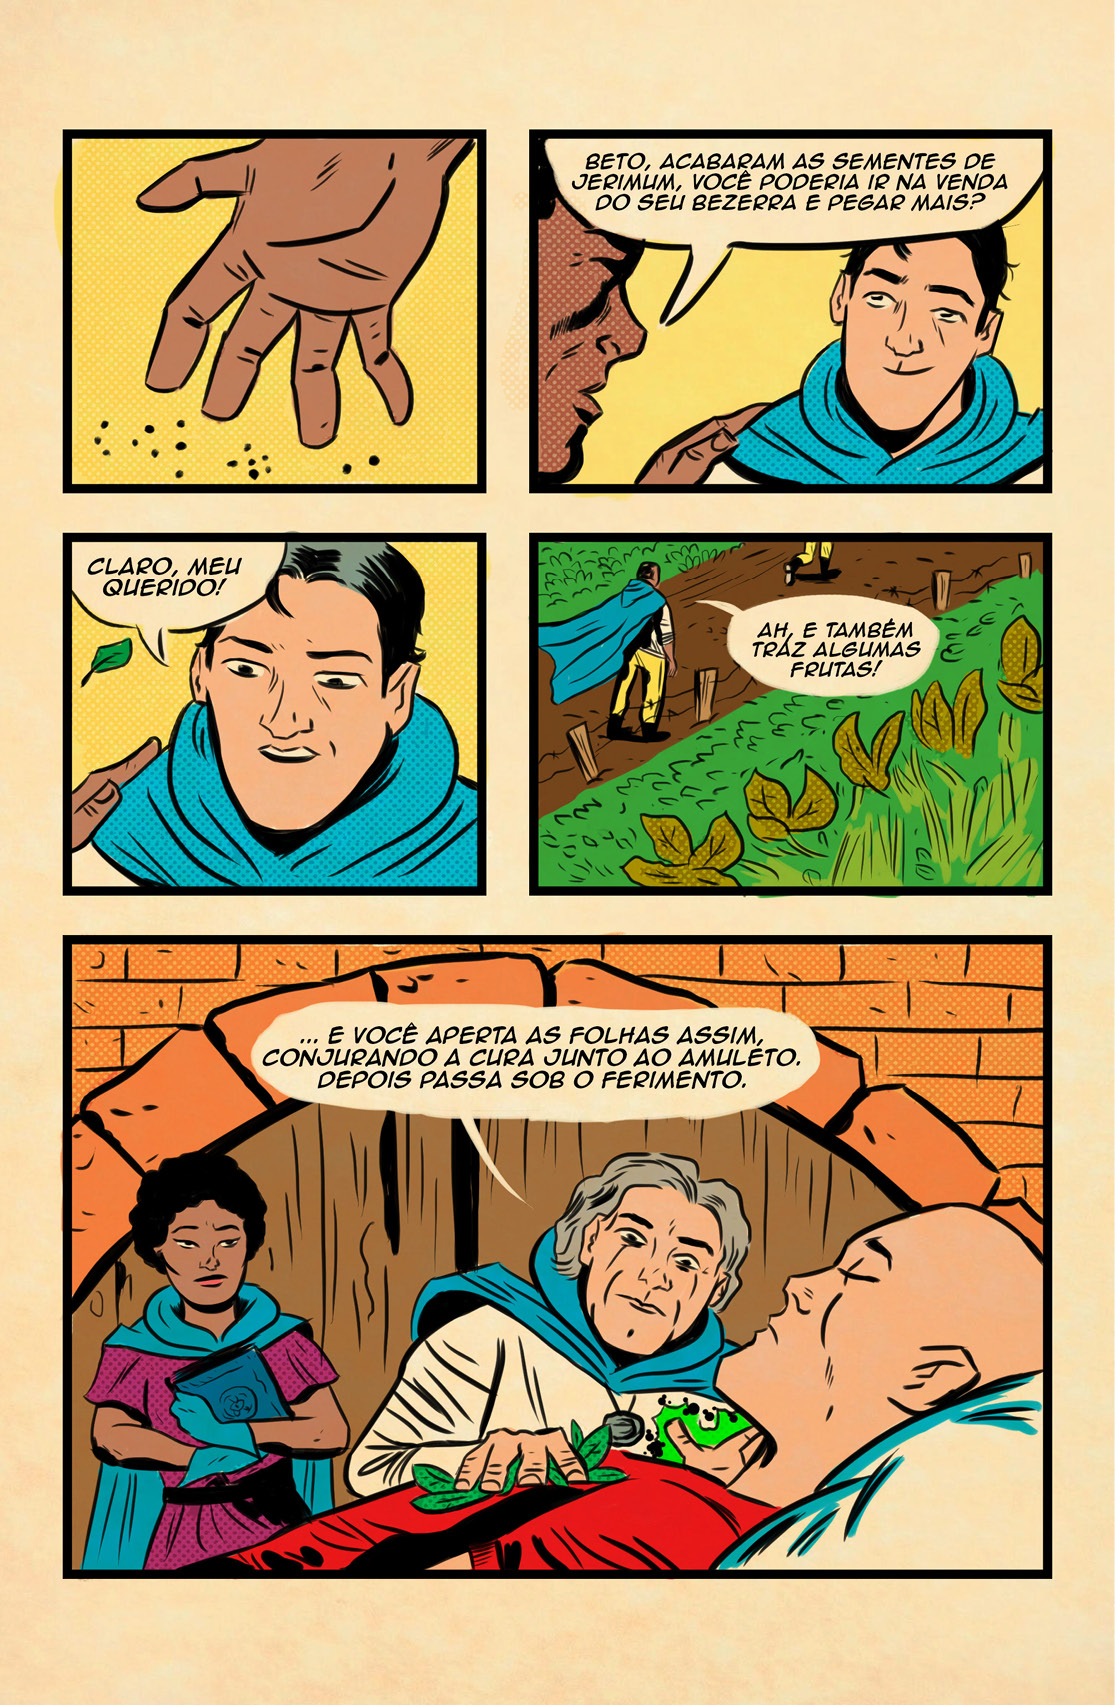 BETO, ACABARAM AS SEMENTES DE
JERIMUM, VOCÊ PODERIA IR NA VENDA
DO SEU BEZERRA E PEGAR MAIS?
CLARO, MEU
QUERIDO!
AH, E TAMBÉM
TRAZ ALGUMAS
FRUTAS!
... E VOCÊ APERTA AS FOLHAS ASSIM,
CONJURANDO A CURA JUNTO AO AMULETO.
DEPOIS PASSA SOB O FERIMENTO.